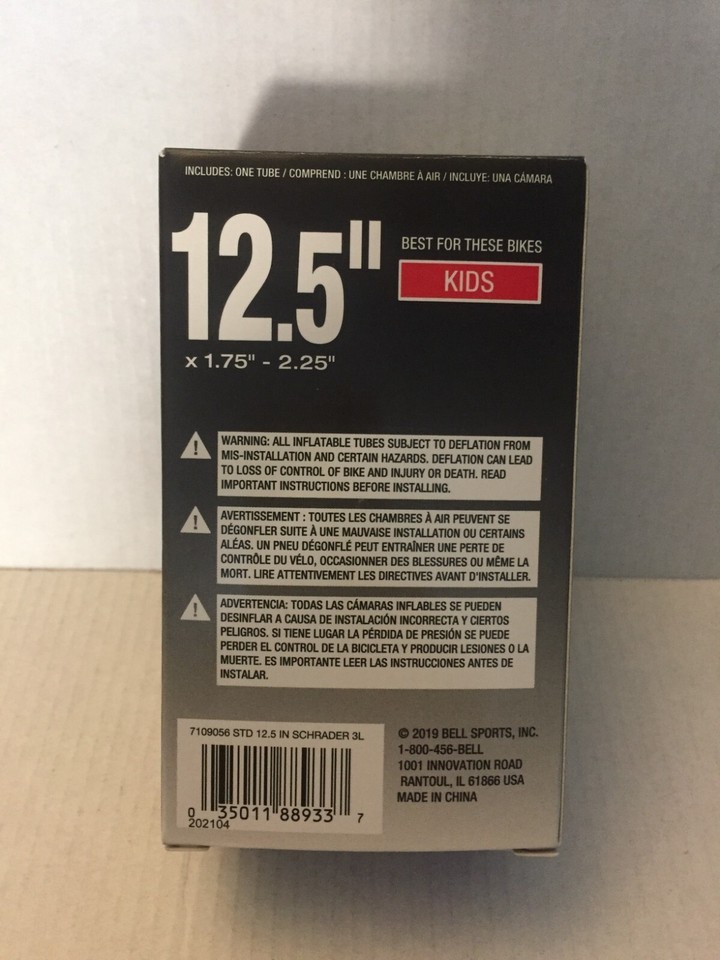 INCLUDES: ONE TUBE / COMPREND : UNE CHAMBRE À AIR / INCLUYE: UNA CÁMARA
12.5"
x 1.75" - 2.25"
BEST FOR THESE BIKES
KIDS
WARNING: ALL INFLATABLE TUBES SUBJECT TO DEFLATION FROM
MIS-INSTALLATION AND CERTAIN HAZARDS. DEFLATION CAN LEAD
TO LOSS OF CONTROL OF BIKE AND INJURY OR DEATH. READ
IMPORTANT INSTRUCTIONS BEFORE INSTALLING.
AVERTISSEMENT : TOUTES LES CHAMBRES À AIR PEUVENT SE
DÉGONFLER SUITE À UNE MAUVAISE INSTALLATION OU CERTAINS
ALÉAS. UN PNEU DÉGONFLÉ PEUT ENTRAÎNER UNE PERTE DE
CONTRÔLE DU VÉLO, OCCASIONNER DES BLESSURES OU MÊME LA
MORT. LIRE ATTENTIVEMENT LES DIRECTIVES AVANT D'INSTALLER.
ADVERTENCIA: TODAS LAS CÁMARAS INFLABLES SE PUEDEN
DESINFLAR A CAUSA DE INSTALACIÓN INCORRECTA Y CIERTOS
PELIGROS. SI TIENE LUGAR LA PÉRDIDA DE PRESIÓN SE PUEDE
PERDER EL CONTROL DE LA BICICLETA Y PRODUCIR LESIONES O LA
MUERTE. ES IMPORTANTE LEER LAS INSTRUCCIONES ANTES DE
INSTALAR.
7109056 STD 12.5 IN SCHRADER 3L
0 35011 88933 7
202104
© 2019 BELL SPORTS, INC.
1-800-456-BELL
1001 INNOVATION ROAD
RANTOUL, IL 61866 USA
MADE IN CHINA